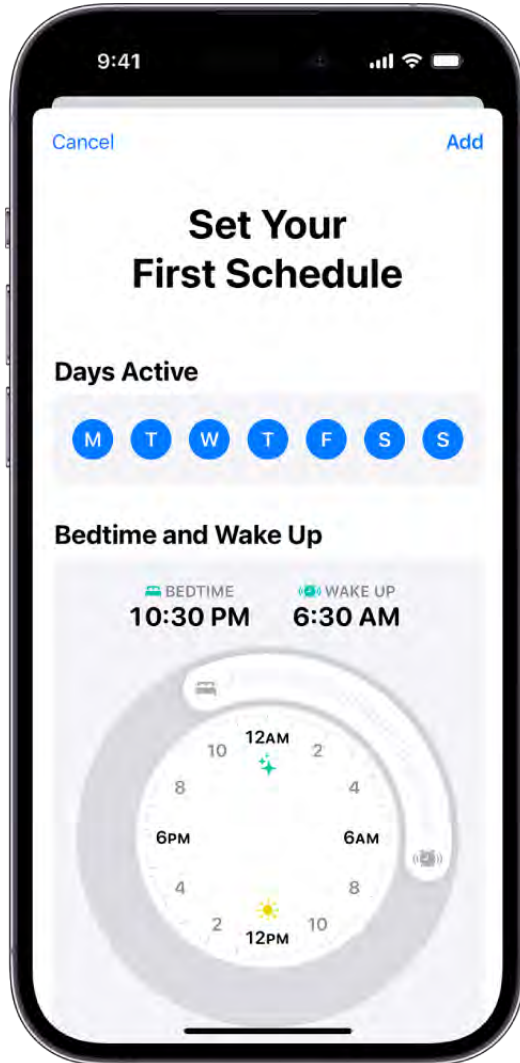 9:41
Cancel Add
Set Your
First Schedule
Days Active
M T W T F S S
Bedtime and Wake Up
BEDTIME WAKE UP
10:30 PM 6:30 AM
12AM
10 2
8 4
6PM 6AM
4 8
2 10
12PM